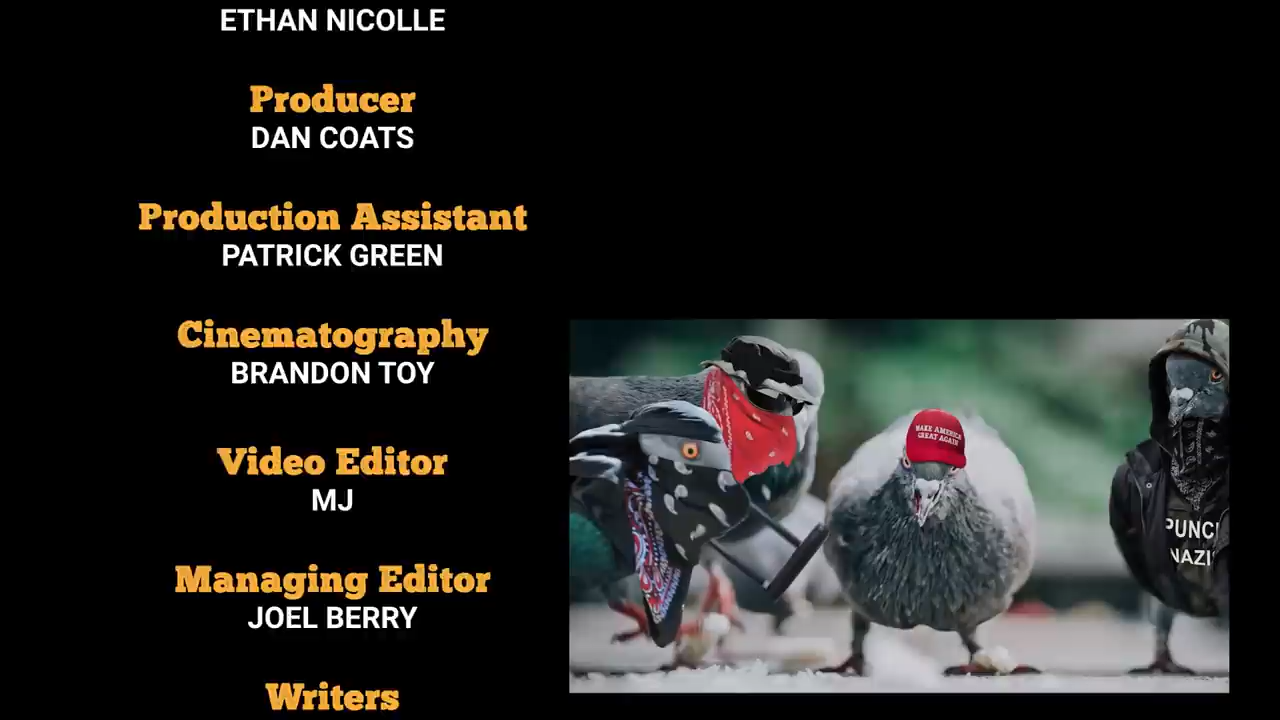 ETHAN NICOLLE
Producer
DAN COATS
Production Assistant
PATRICK GREEN
Cinematography
BRANDON TOY
Video Editor
MJ
Managing Editor
JOEL BERRY
Writers
MAKE AMERICA
GREAT AGAIN
PUNC
NAZI